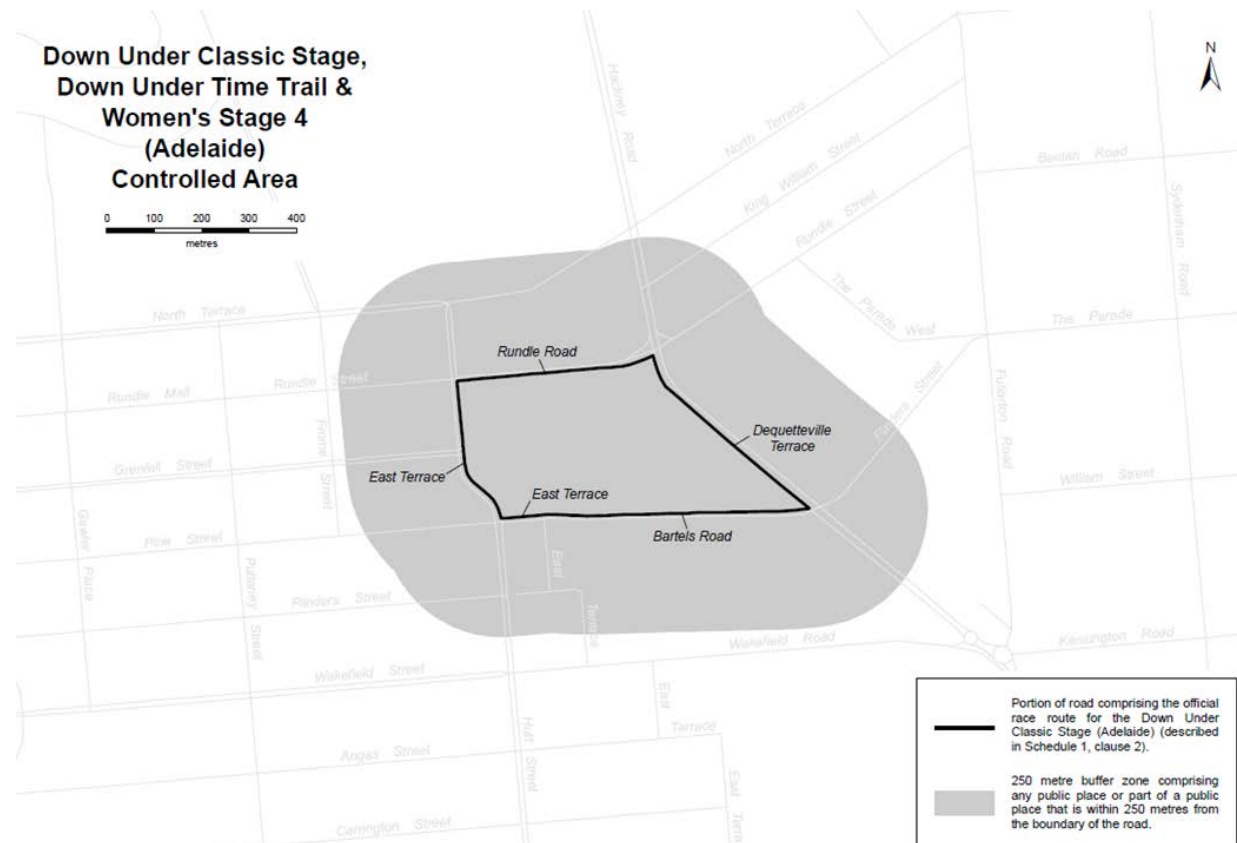 Down Under Classic Stage,
Down Under Time Trail &
Women's Stage 4
(Adelaide)
Controlled Area
0 100 200 300 400
metres
N
Hackney Road
North Terrace
King William Street
Rundle Street
Beulah Road
Sydenham Road
The Parade West
The Parade
North Terrace
Rundle Road
Rundle Mall
Rundle Street
Frome Street
Flinders Street
Fullarton Road
Dequetteville
Terrace
Grenfell Street
East Terrace
East Terrace
William Street
Bartels Road
Gawler Place
Pirie Street
Pulteney Street
East
Terrace
Flinders Street
Wakefield Road
Kensington Road
Wakefield Street
East
Terrace
Hutt Street
Angas Street
East Terra
Carrington Street
Portion of road comprising the official
race route for the Down Under
Classic Stage (Adelaide) (described
in Schedule 1, clause 2).
250 metre buffer zone comprising
any public place or part of a public
place that is within 250 metres from
the boundary of the road.